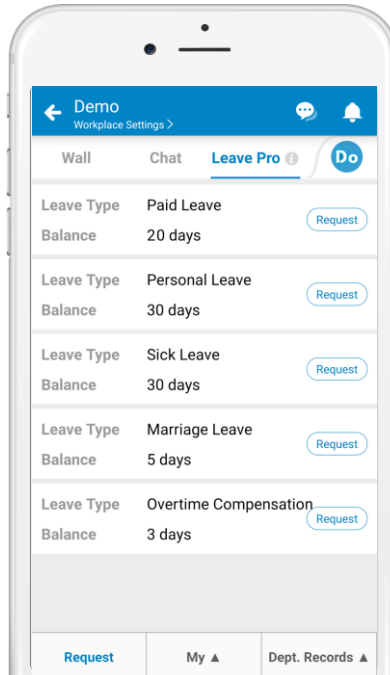 Demo
Workplace Settings >
Wall Chat Leave Pro i Do
Leave Type Paid Leave
Request
Balance 20 days
Leave Type Personal Leave
Request
Balance 30 days
Leave Type Sick Leave
Request
Balance 30 days
Leave Type Marriage Leave
Request
Balance 5 days
Leave Type Overtime Compensation
Request
Balance 3 days
Request My ▲ Dept. Records ▲